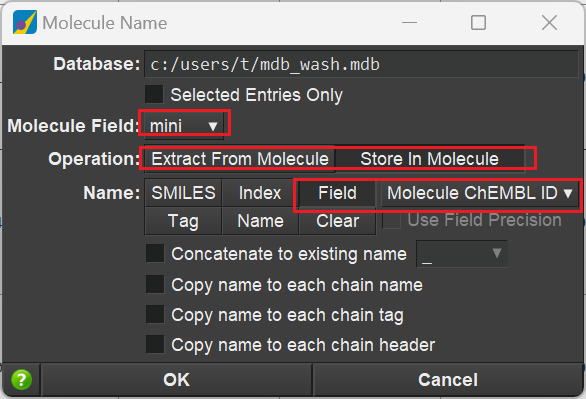 Molecule Name
Database: c:/users/t/mdb_wash.mdb
Selected Entries Only
Molecule Field: mini
Operation: Extract From Molecule Store In Molecule
Name: SMILES Index Field Molecule ChEMBL ID
Tag Name Clear Use Field Precision
Concatenate to existing name _
Copy name to each chain name
Copy name to each chain tag
Copy name to each chain header
? OK Cancel